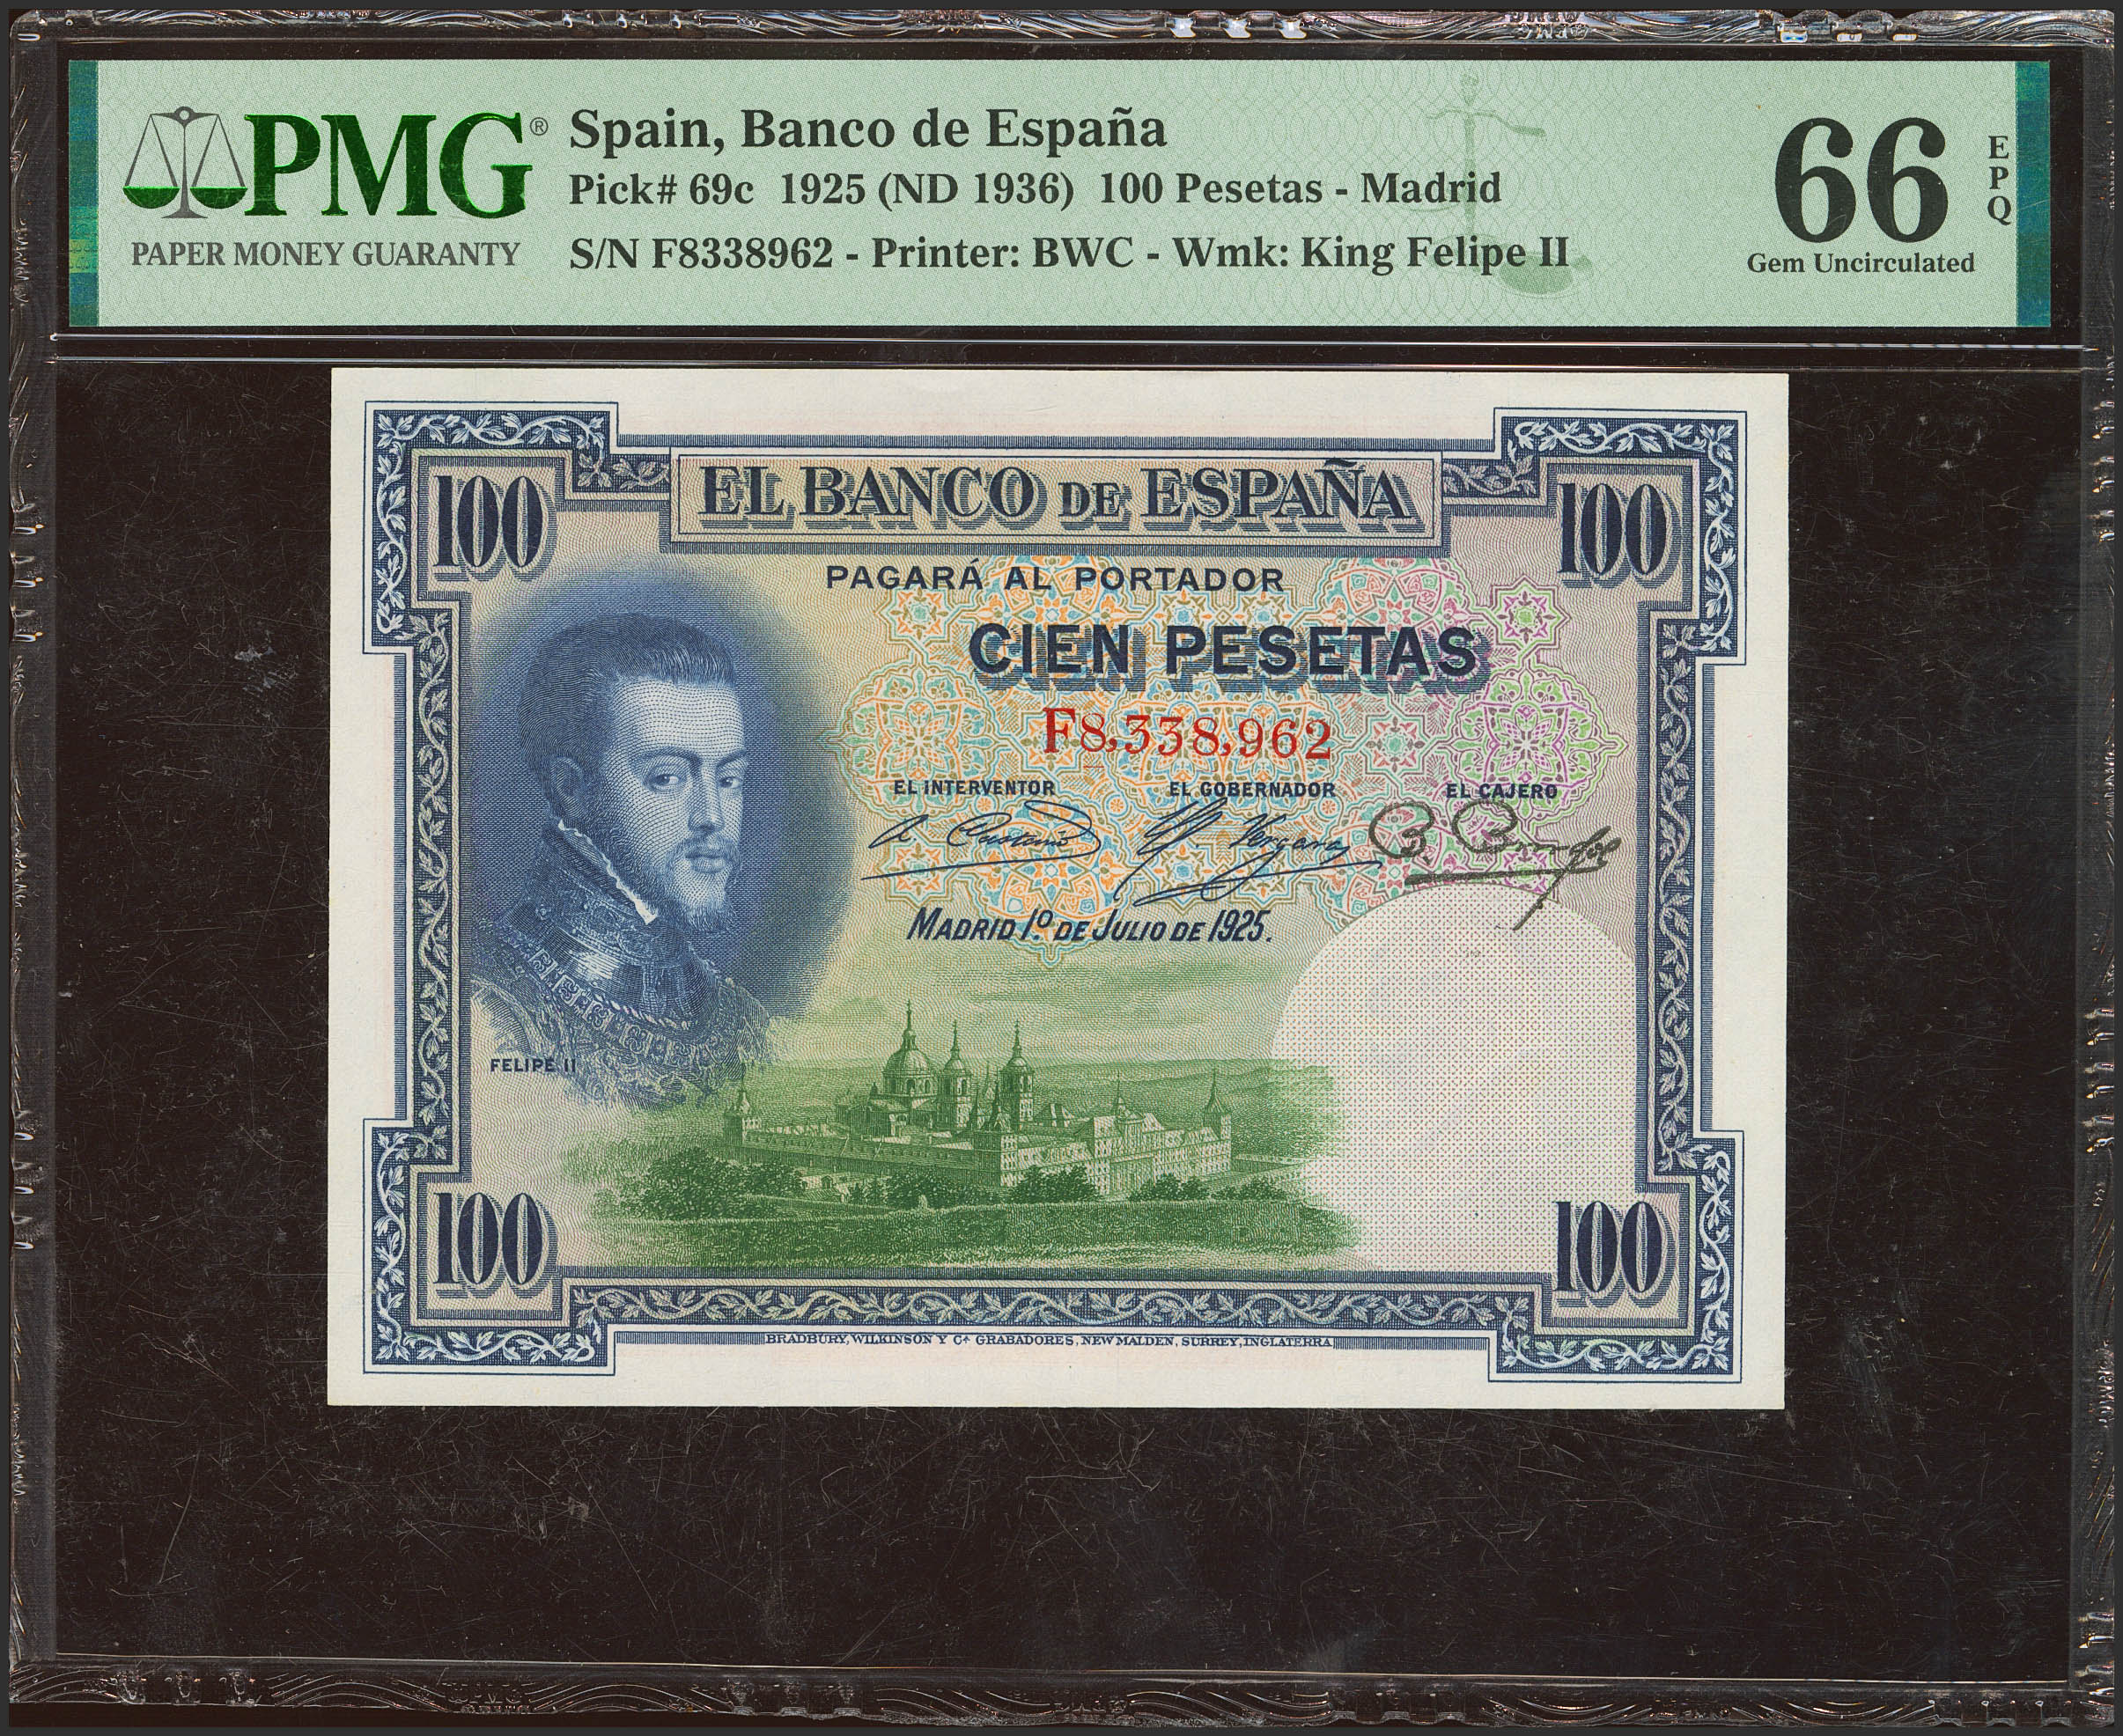 PMG®
PAPER MONEY GUARANTY
Spain, Banco de España
Pick# 69c 1925 (ND 1936) 100 Pesetas - Madrid
S/N F8338962 - Printer: BWC - Wmk: King Felipe II
66
EPQ
Gem Uncirculated
100
EL BANCO DE ESPAÑA
100
PAGARÁ AL PORTADOR
CIEN PESETAS
F8,338,962
EL INTERVENTOR EL GOBERNADOR EL CAJERO
MADRID 1º DE JULIO DE 1925.
FELIPE II
100
100
BRADBURY, WILKINSON Y Cª GRABADORES, NEW MALDEN, SURREY, INGLATERRA